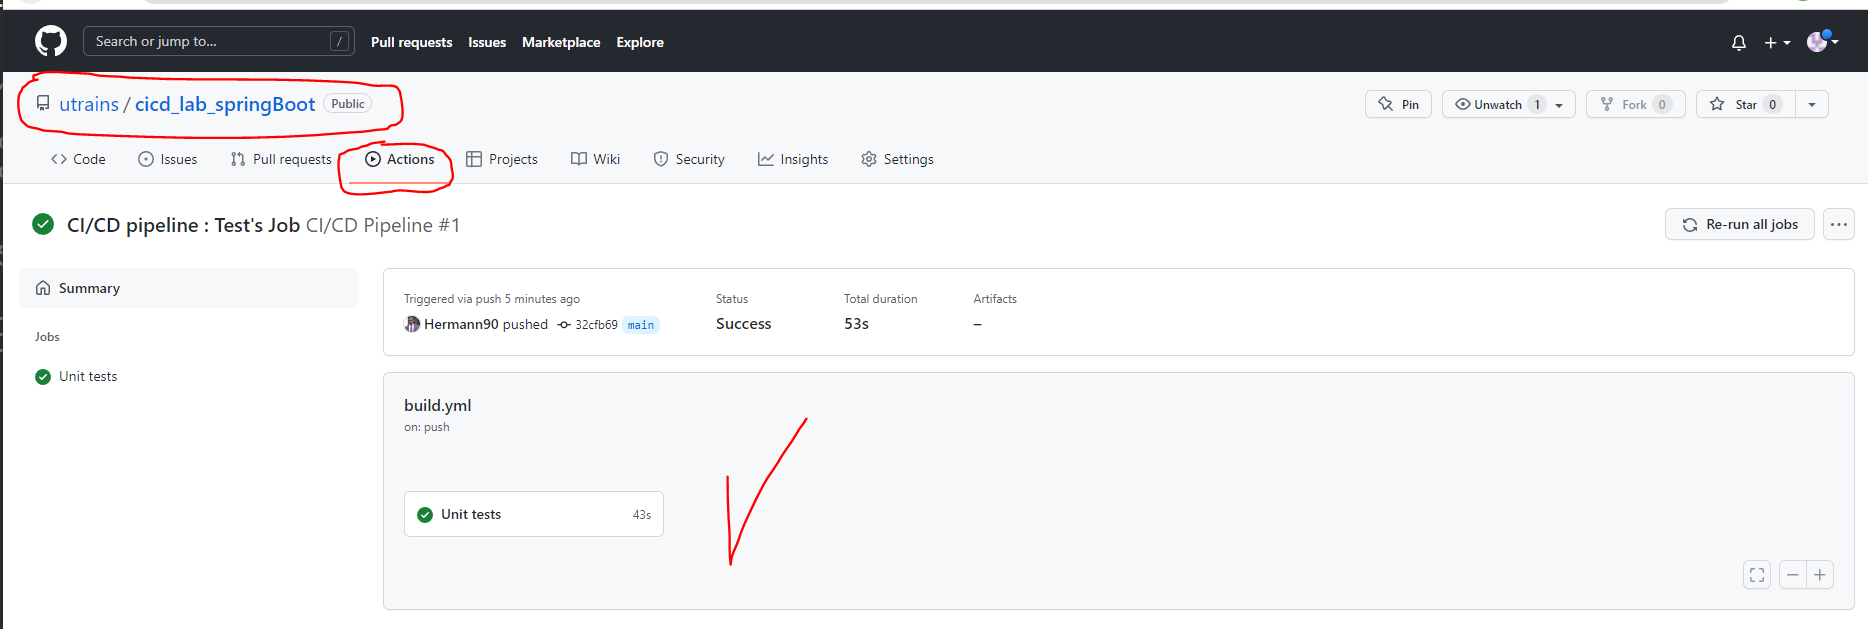 Search or jump to... /
Pull requests Issues Marketplace Explore
utrains / cicd_lab_springBoot Public
Pin Unwatch 1 Fork 0 Star 0
Code Issues Pull requests Actions Projects Wiki Security Insights Settings
CI/CD pipeline : Test's Job CI/CD Pipeline #1
Re-run all jobs ...
Summary
Jobs
Unit tests
Triggered via push 5 minutes ago
Hermann90 pushed 32cfb69 main
Status
Success
Total duration
53s
Artifacts
–
build.yml
on: push
Unit tests 43s